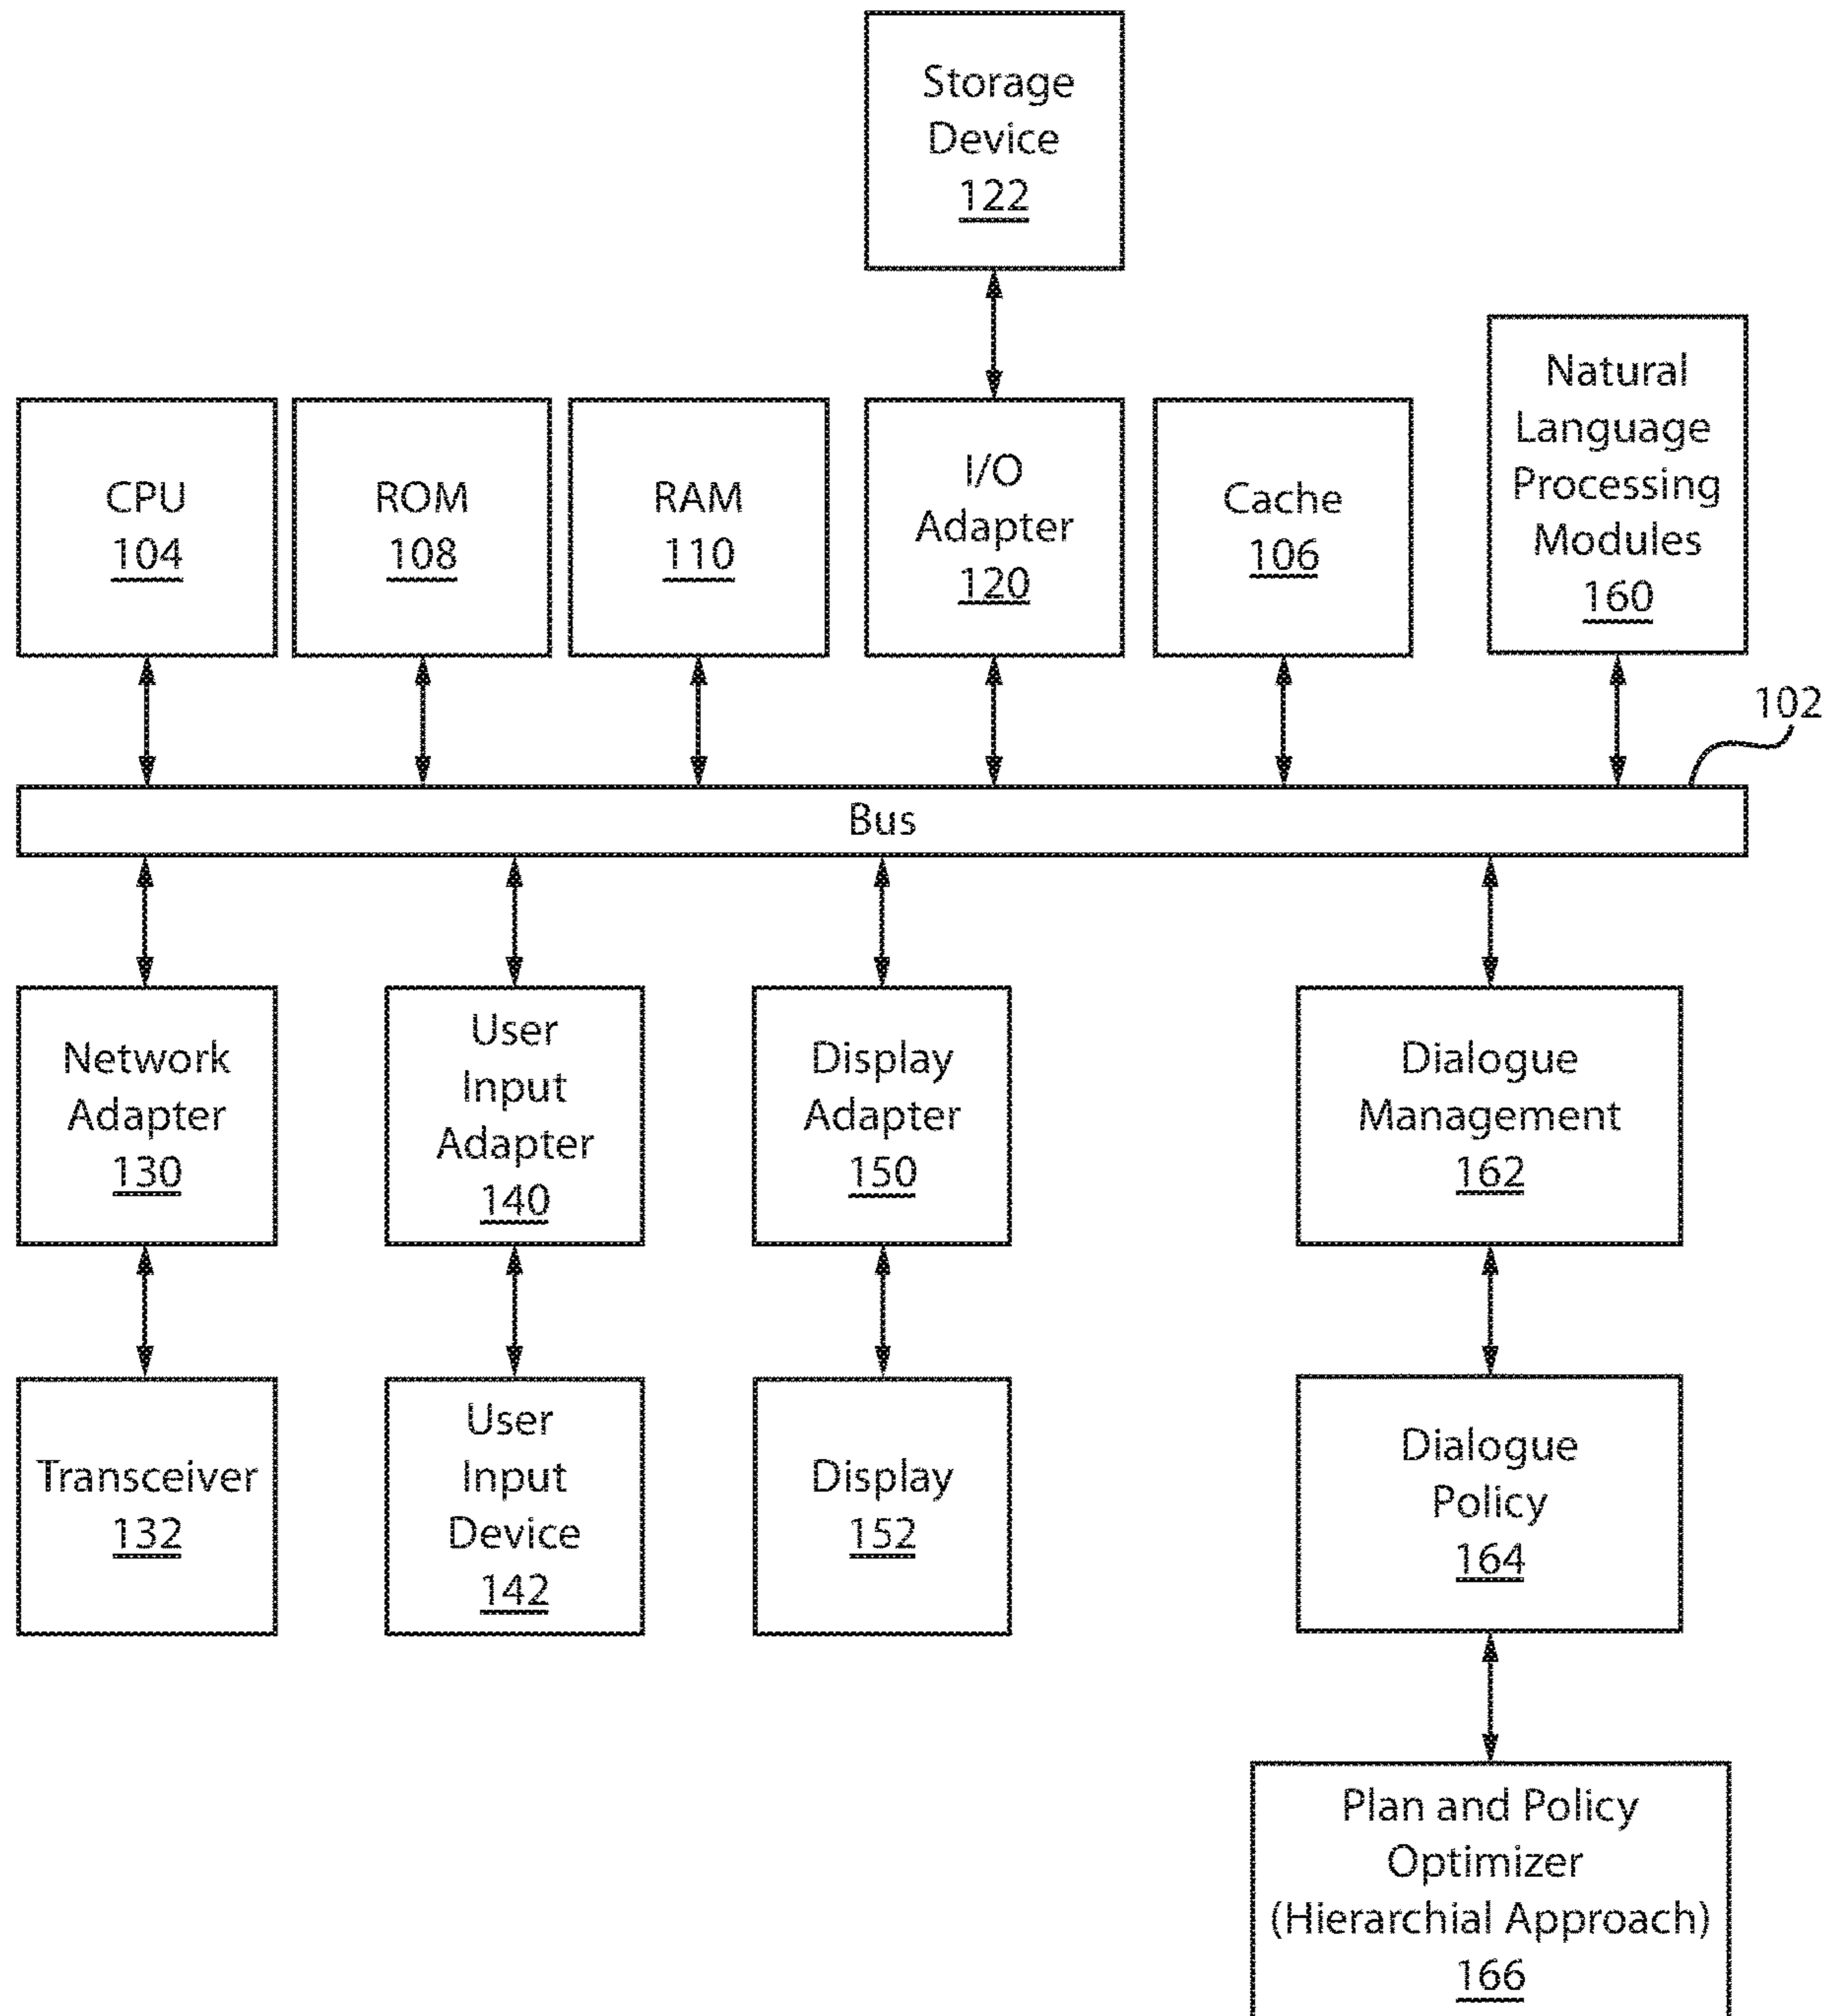 Storage
Device
122
CPU
104
ROM
108
RAM
110
I/O
Adapter
120
Cache
106
Natural
Language
Processing
Modules
160
102
Bus
Network
Adapter
130
User
Input
Adapter
140
Display
Adapter
150
Dialogue
Management
162
Transceiver
132
User
Input
Device
142
Display
152
Dialogue
Policy
164
Plan and Policy
Optimizer
(Hierarchial Approach)
166